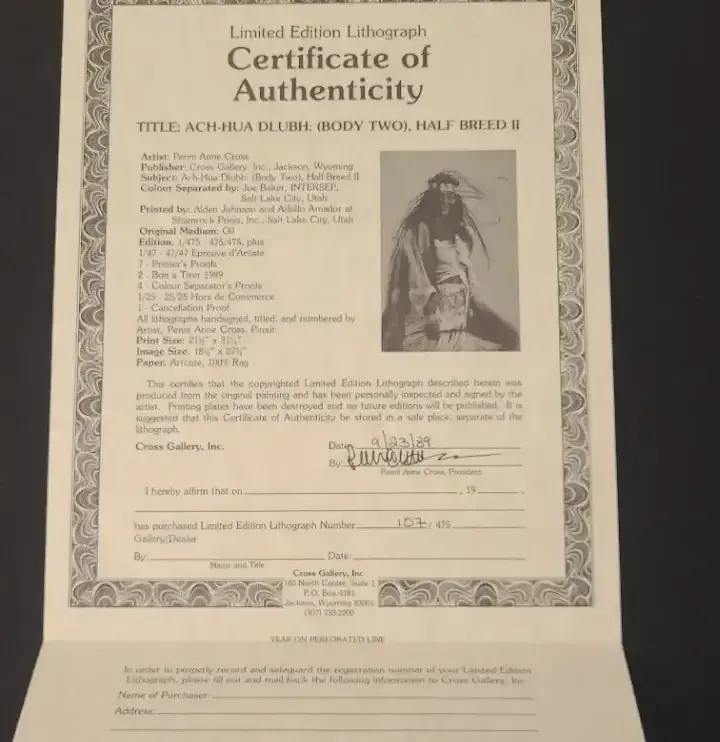 Limited Edition Lithograph
Certificate of
Authenticity
TITLE: ACH-HUA DLUBH: (BODY TWO), HALF BREED II
Artist: Penni Anne Cross
Publisher: Cross Gallery, Inc., Jackson, Wyoming
Subject: Ach-Hua Dlubh: (Body Two), Half Breed II
Colour Separated by: Joe Baker, INTERSEP,
Salt Lake City, Utah
Printed by: Alden Johnson and Adolfo Amador at
Shamrock Press, Inc., Salt Lake City, Utah
Original Medium: Oil
Edition: 1/475 - 475/475, plus
1/47 - 47/47 Epreuve d'Artiste
7 - Printer's Proofs
2 - Bon a Tirer 1989
4 - Colour Separator's Proofs
1/25 - 25/25 Hors de Commerce
1 - Cancellation Proof
All lithographs handsigned, titled, and numbered by
Artist, Penni Anne Cross, Pinxit
Print Size: 21½" x 31¼"
Image Size: 18½" x 27¾"
Paper: Artcote, 100% Rag
This certifies that the copyrighted Limited Edition Lithograph described herein was
produced from the original painting and has been personally inspected and signed by the
artist. Printing plates have been destroyed and no future editions will be published. It is
suggested that this Certificate of Authenticity be stored in a safe place, separate of the
lithograph.
Cross Gallery, Inc. Date: 9/23/89
By:
Penni Anne Cross, President
I hereby affirm that on , 19 .
has purchased Limited Edition Lithograph Number 107 / 475
Gallery/Dealer
By: Date:
Name and Title
Cross Gallery, Inc
180 North Center, Suite 1
P.O. Box 4181
Jackson, Wyoming 83001
(307) 733-2200
TEAR ON PERFORATED LINE
In order to properly record and safeguard the registration number of your Limited Edition
Lithograph, please fill out and mail back the following information to Cross Gallery, Inc.
Name of Purchaser:
Address: